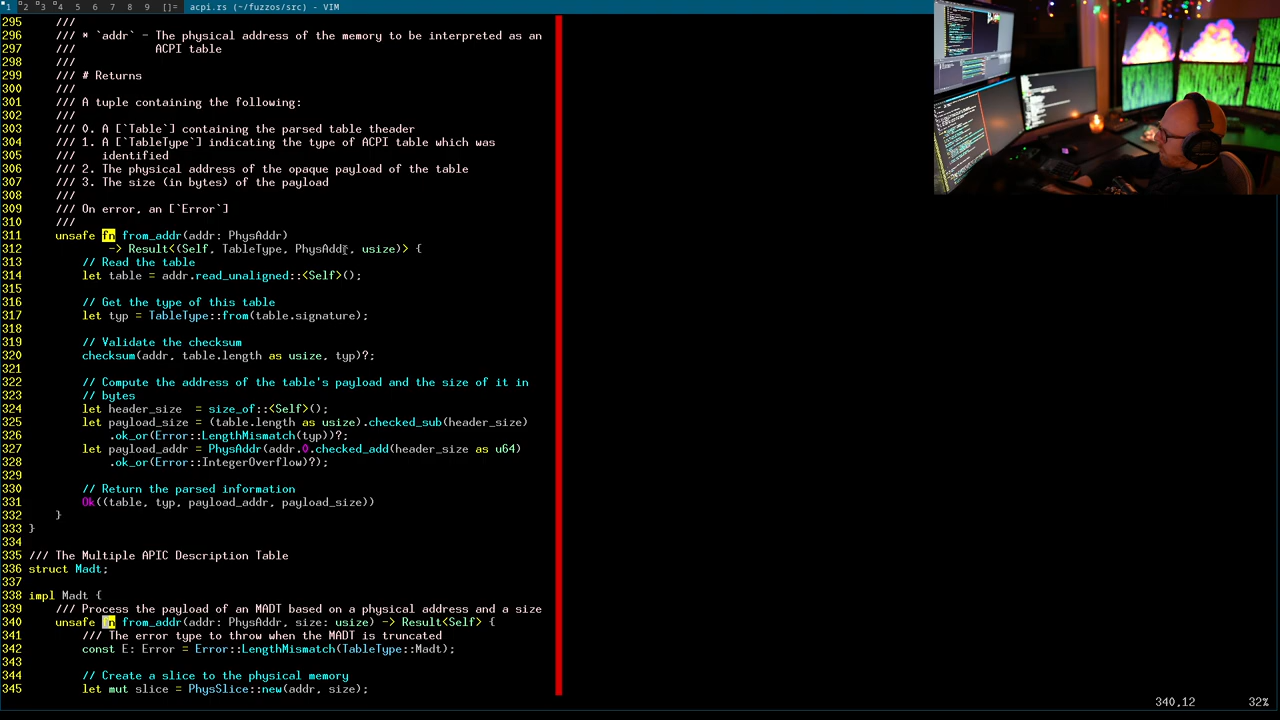 1 2 3 4 5 6 7 8 9 []= acpi.rs (~/fuzzos/src) - VIM
295 ///
296 /// * `addr` - The physical address of the memory to be interpreted as an
297 /// ACPI table
298 ///
299 /// # Returns
300 ///
301 /// A tuple containing the following:
302 ///
303 /// 0. A [`Table`] containing the parsed table theader
304 /// 1. A [`TableType`] indicating the type of ACPI table which was
305 /// identified
306 /// 2. The physical address of the opaque payload of the table
307 /// 3. The size (in bytes) of the payload
308 ///
309 /// On error, an [`Error`]
310 ///
311 unsafe fn from_addr(addr: PhysAddr)
312 -> Result<(Self, TableType, PhysAddr, usize)> {
313 // Read the table
314 let table = addr.read_unaligned::<Self>();
315
316 // Get the type of this table
317 let typ = TableType::from(table.signature);
318
319 // Validate the checksum
320 checksum(addr, table.length as usize, typ)?;
321
322 // Compute the address of the table's payload and the size of it in
323 // bytes
324 let header_size  = size_of::<Self>();
325 let payload_size = (table.length as usize).checked_sub(header_size)
326 .ok_or(Error::LengthMismatch(typ))?;
327 let payload_addr = PhysAddr(addr.0.checked_add(header_size as u64)
328 .ok_or(Error::IntegerOverflow)?);
329
330 // Return the parsed information
331 Ok((table, typ, payload_addr, payload_size))
332 }
333 }
334
335 /// The Multiple APIC Description Table
336 struct Madt;
337
338 impl Madt {
339 /// Process the payload of an MADT based on a physical address and a size
340 unsafe fn from_addr(addr: PhysAddr, size: usize) -> Result<Self> {
341 /// The error type to throw when the MADT is truncated
342 const E: Error = Error::LengthMismatch(TableType::Madt);
343
344 // Create a slice to the physical memory
345 let mut slice = PhysSlice::new(addr, size);
340,12 32%